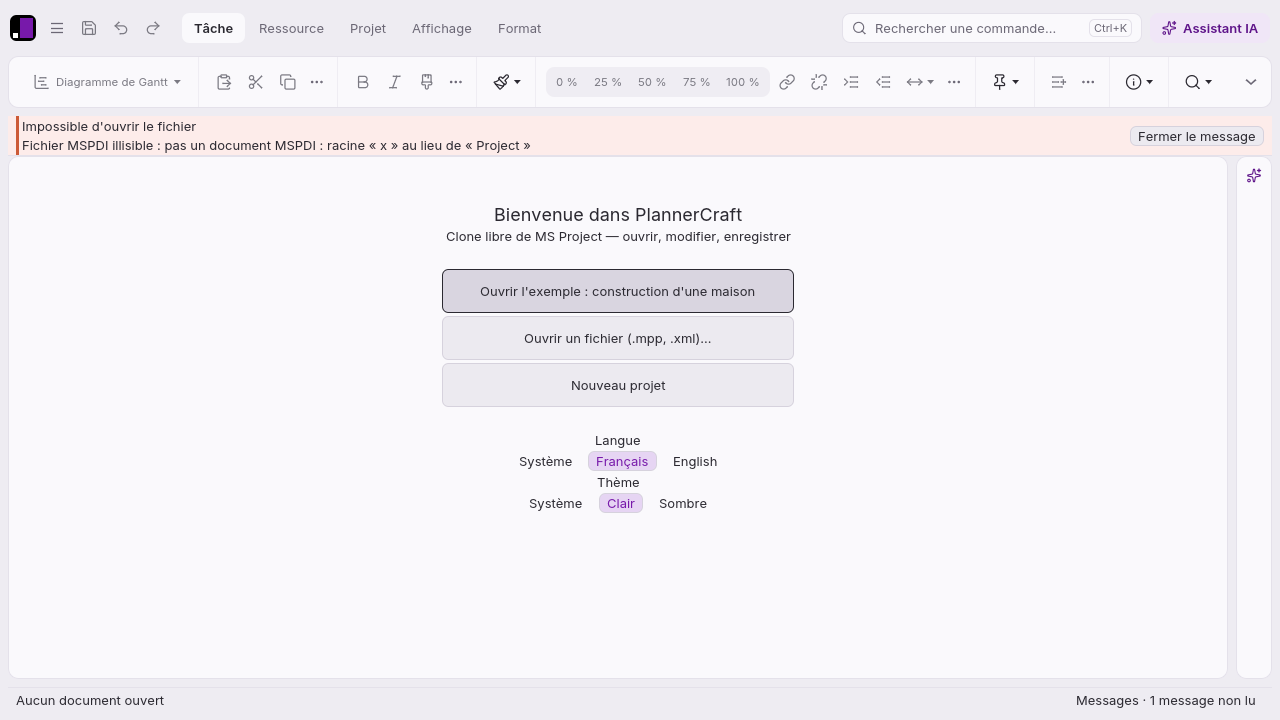 Tâche Ressource Projet Affichage Format Rechercher une commande... Ctrl+K Assistant IA
Diagramme de Gantt 0 % 25 % 50 % 75 % 100 %
Impossible d'ouvrir le fichier
Fichier MSPDI illisible : pas un document MSPDI : racine « x » au lieu de « Project »
Fermer le message
Bienvenue dans PlannerCraft
Clone libre de MS Project — ouvrir, modifier, enregistrer
Ouvrir l'exemple : construction d'une maison
Ouvrir un fichier (.mpp, .xml)...
Nouveau projet
Langue
Système Français English
Thème
Système Clair Sombre
Aucun document ouvert Messages · 1 message non lu